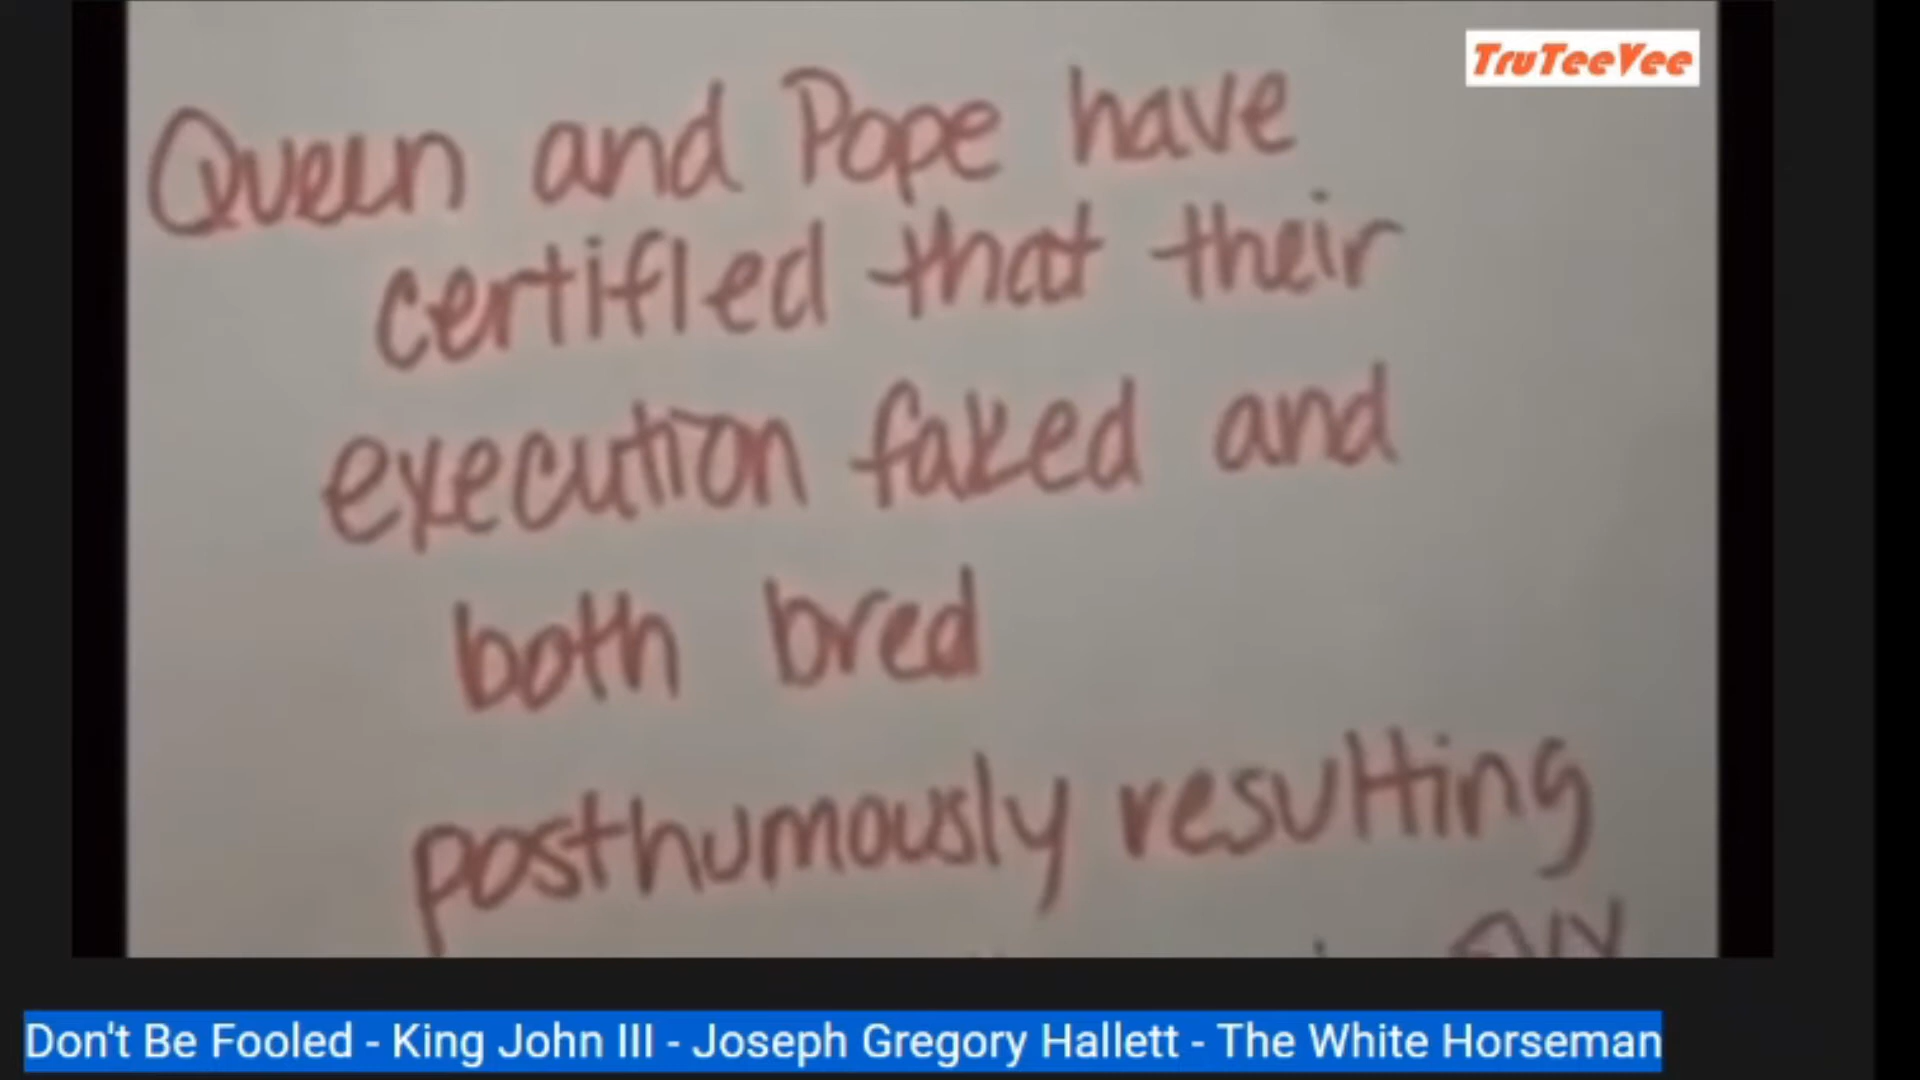 TruTeeVee
Queen and Pope have
certified that their
execution faked and
both bred
posthumously resulting
Don't Be Fooled - King John III - Joseph Gregory Hallett - The White Horseman